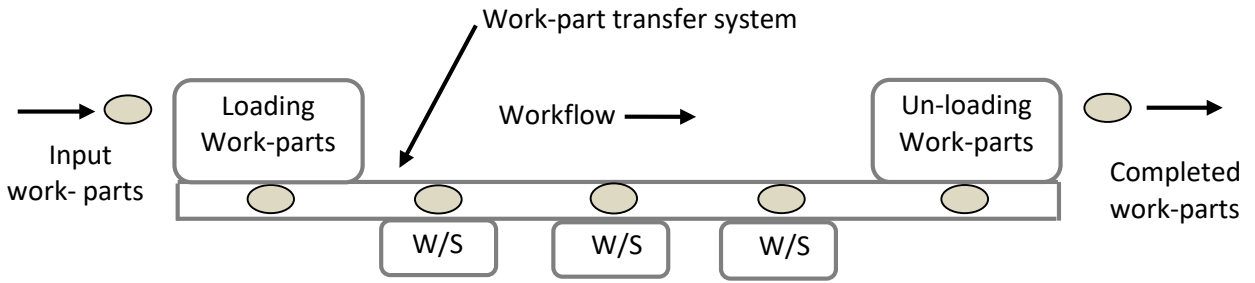 Work-part transfer system
Loading
Work-parts
Workflow
Un-loading
Work-parts
Input
work- parts
Completed
work-parts
W/S
W/S
W/S